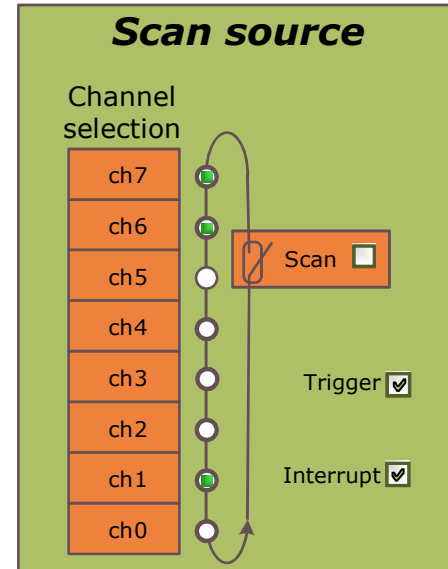 Scan source
Channel
selection
ch7
ch6
ch5
ch4
ch3
ch2
ch1
ch0
Scan
Trigger
Interrupt